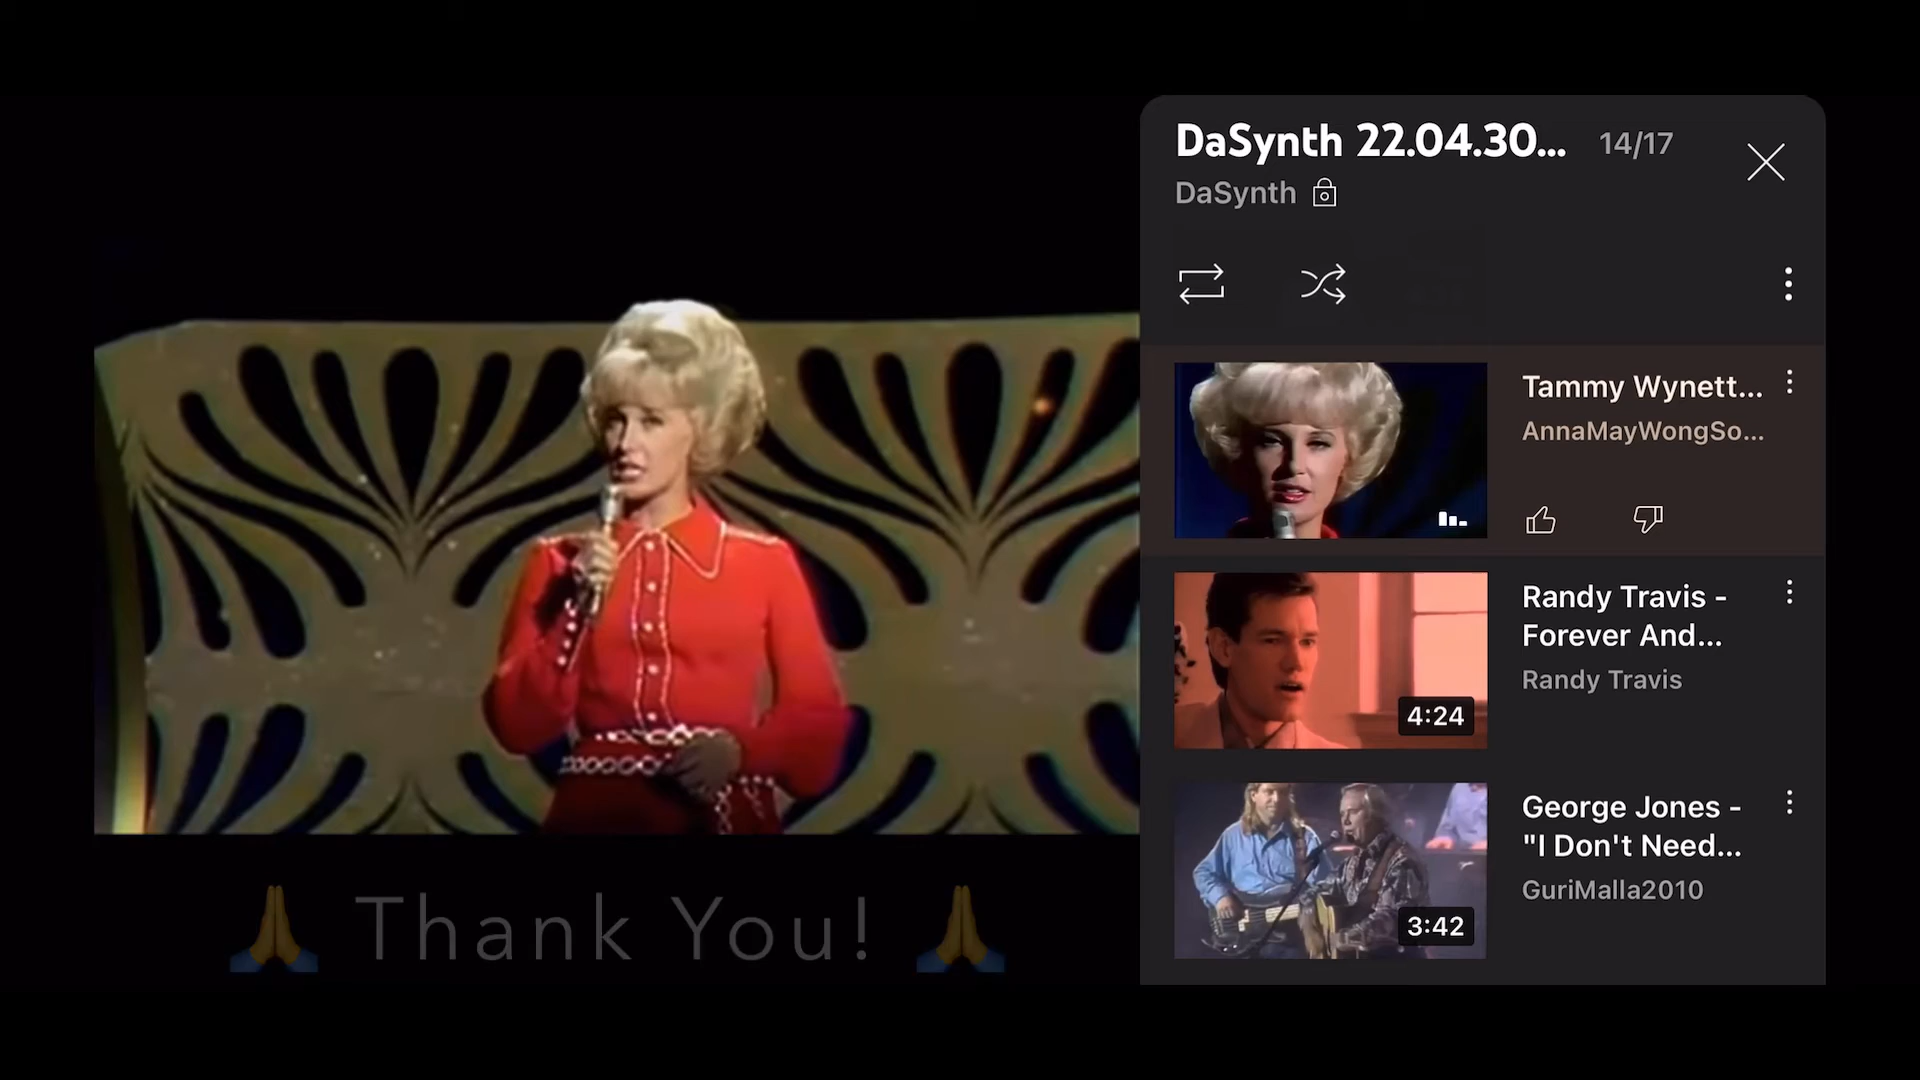 DaSynth 22.04.30... 14/17
DaSynth
Tammy Wynett...
AnnaMayWongSo...
Randy Travis -
Forever And...
Randy Travis
4:24
George Jones -
"I Don't Need...
GuriMalla2010
3:42
🙏 Thank You! 🙏